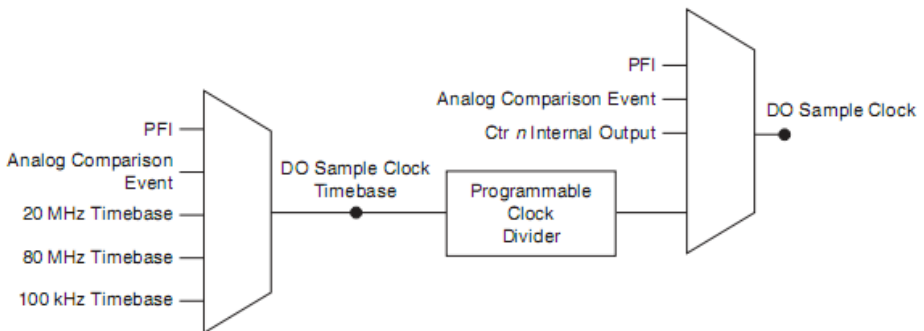 PFI
Analog Comparison Event
Ctr n Internal Output
DO Sample Clock
PFI
Analog Comparison
Event
20 MHz Timebase
80 MHz Timebase
100 kHz Timebase
DO Sample Clock
Timebase
Programmable
Clock
Divider